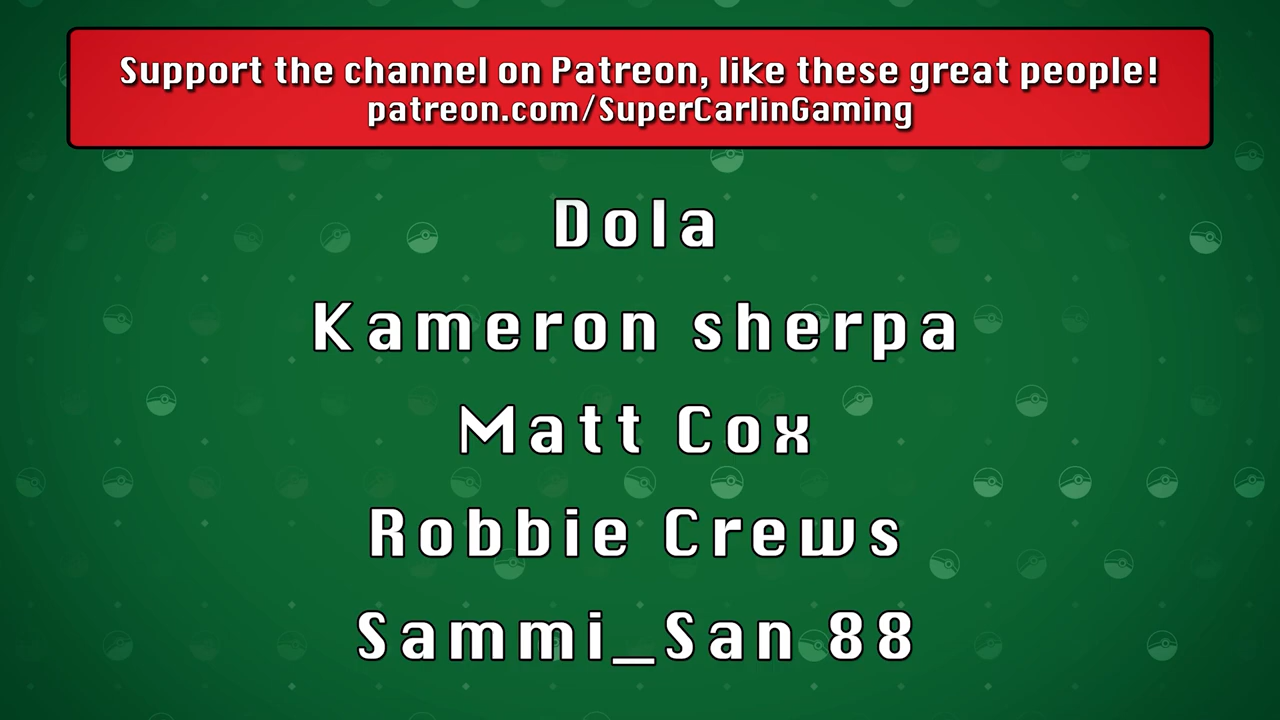 Support the channel on Patreon, like these great people!
patreon.com/SuperCarlinGaming
Dola
Kameron sherpa
Matt Cox
Robbie Crews
Sammi_San 88